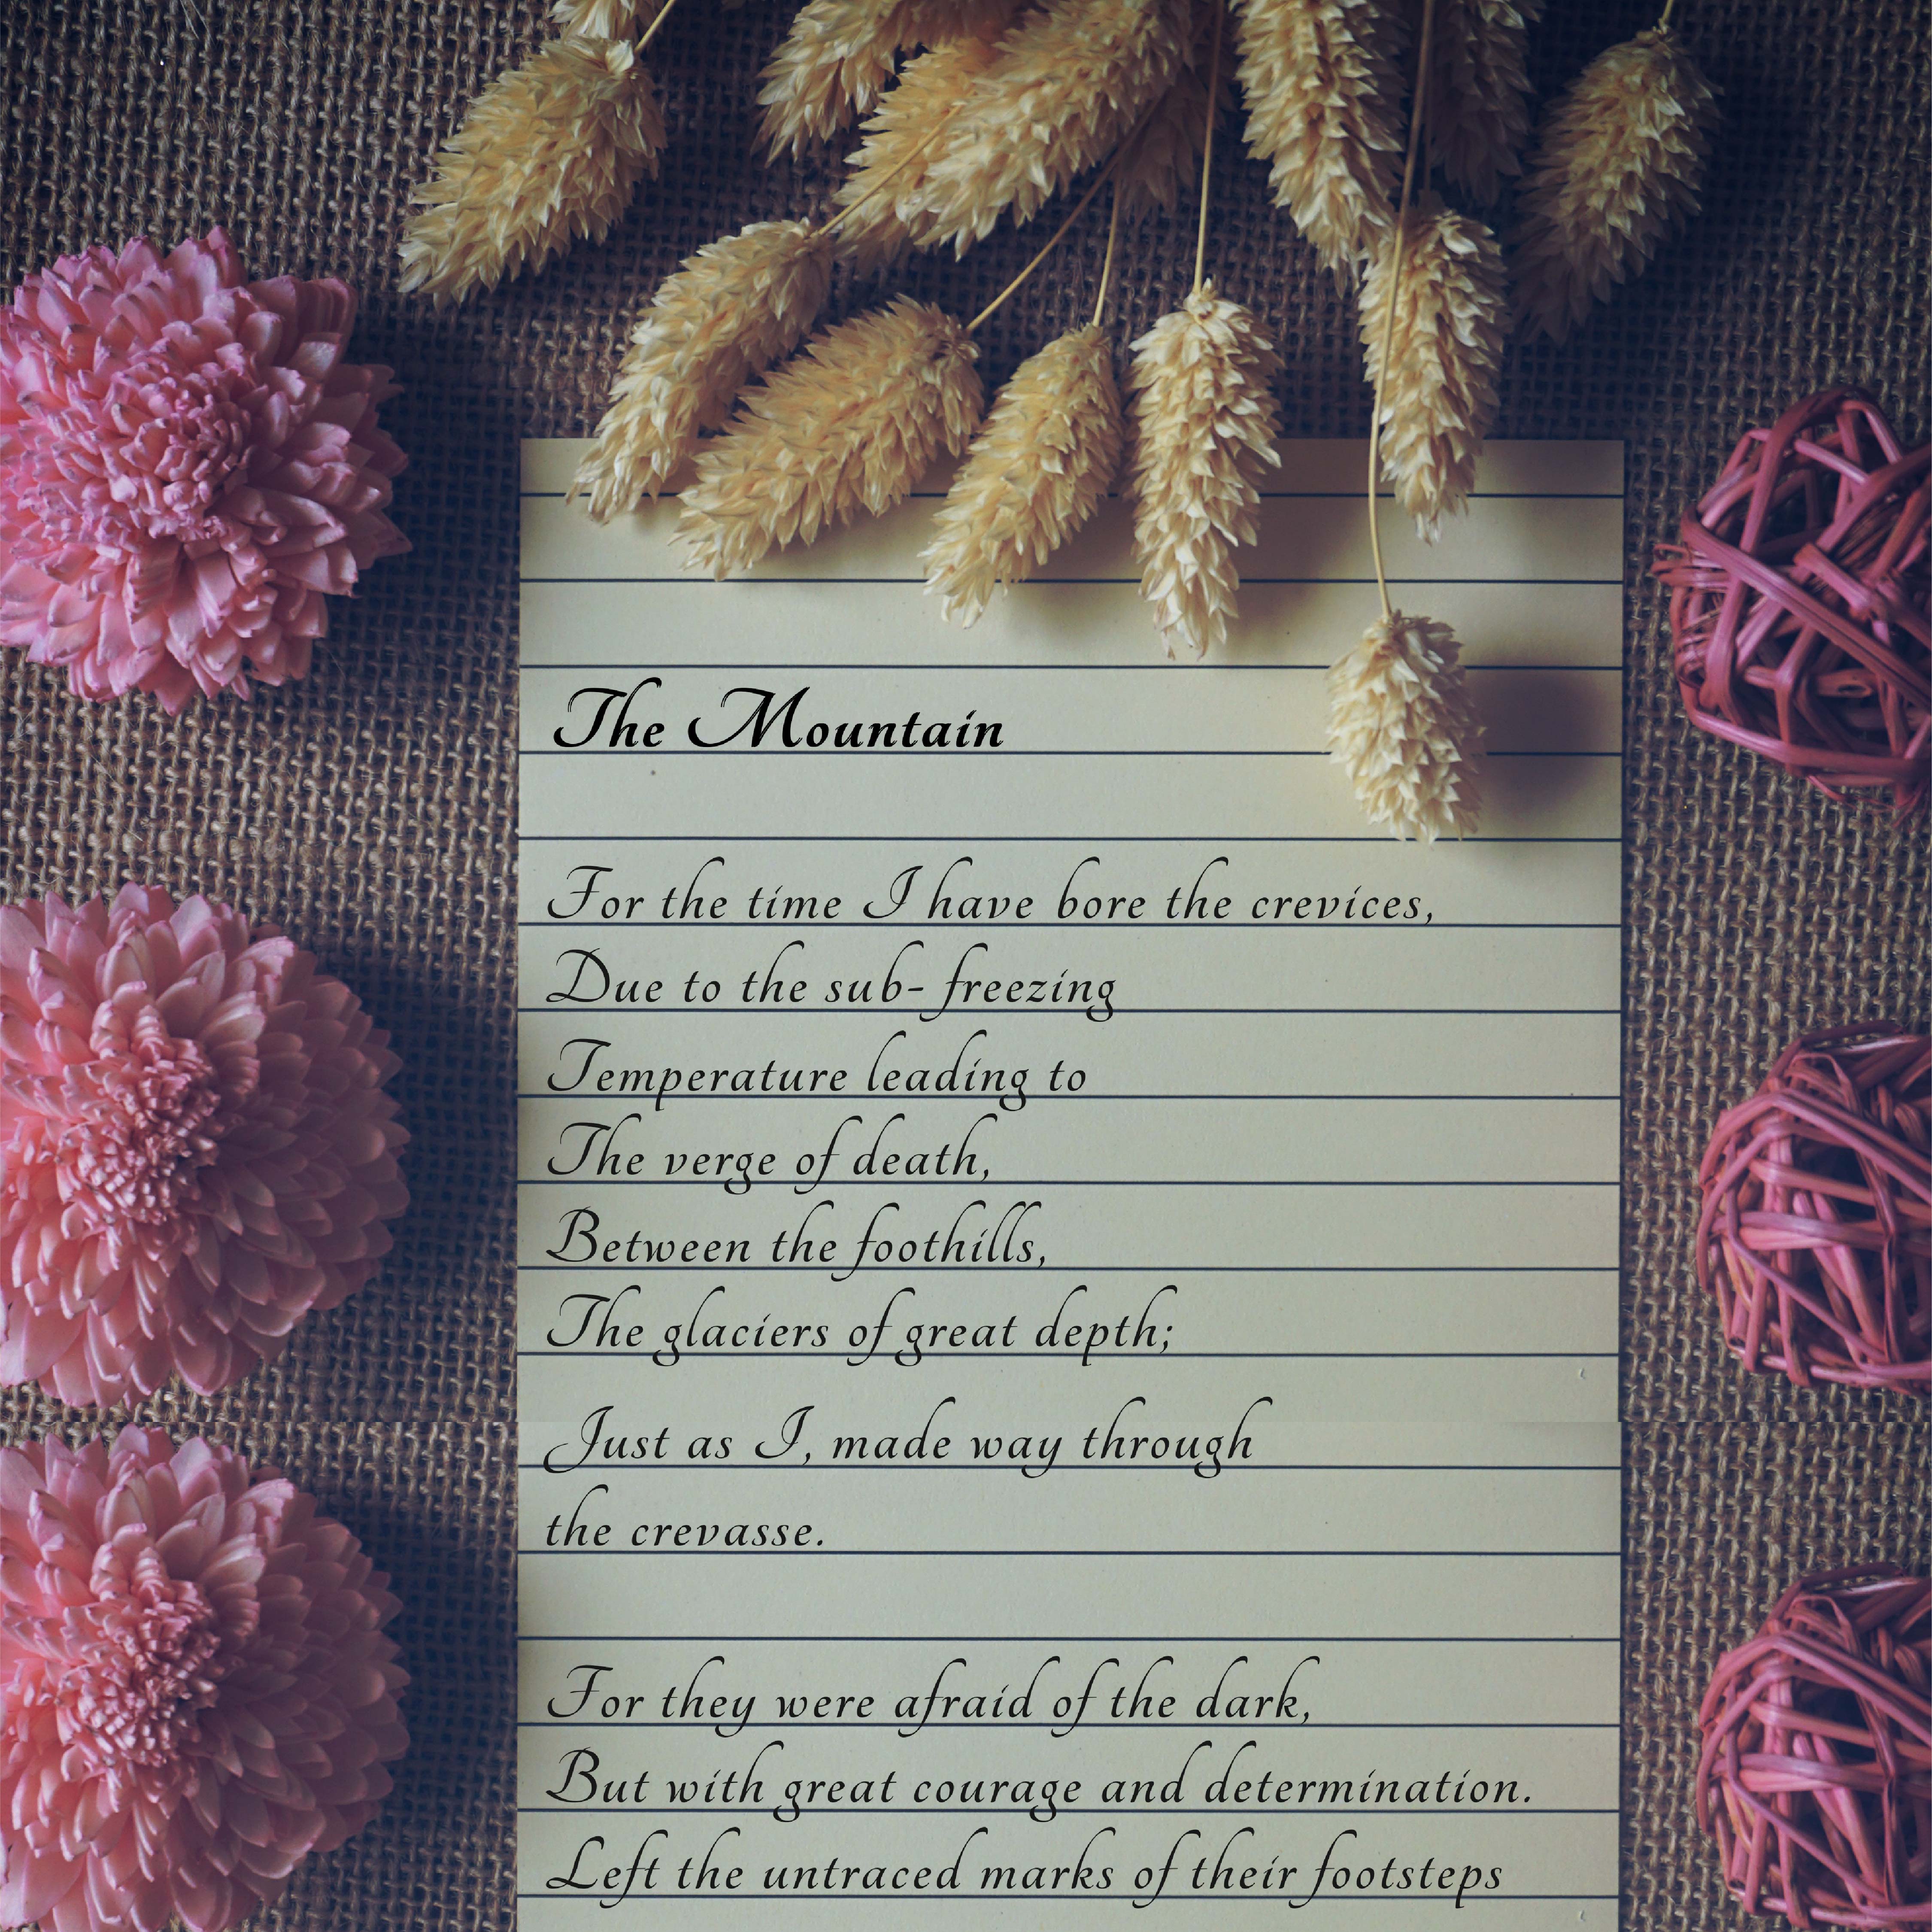 The Mountain
For the time I have bore the crevices,
Due to the sub- freezing
Temperature leading to
The verge of death,
Between the foothills,
The glaciers of great depth;
Just as I, made way through
the crevasse.
For they were afraid of the dark,
But with great courage and determination.
Left the untraced marks of their footsteps